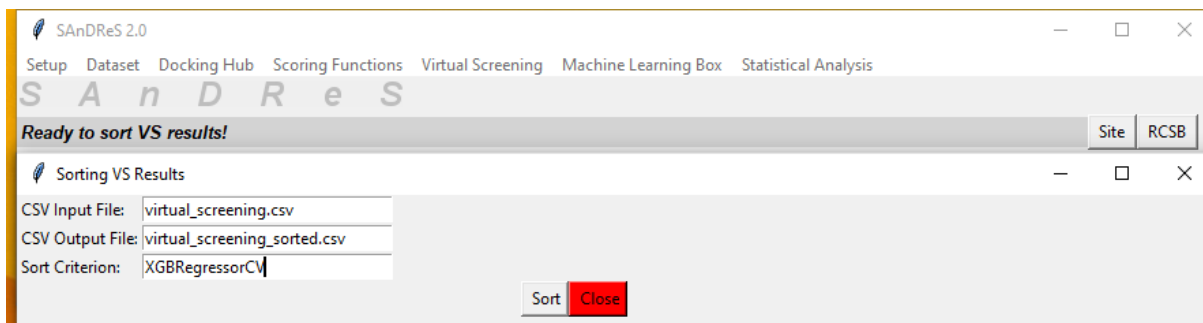 SAnDReS 2.0
Setup Dataset Docking Hub Scoring Functions Virtual Screening Machine Learning Box Statistical Analysis
S A n D R e S
Ready to sort VS results! Site RCSB
Sorting VS Results
CSV Input File: virtual_screening.csv
CSV Output File: virtual_screening_sorted.csv
Sort Criterion: XGBRegressorCV
Sort Close